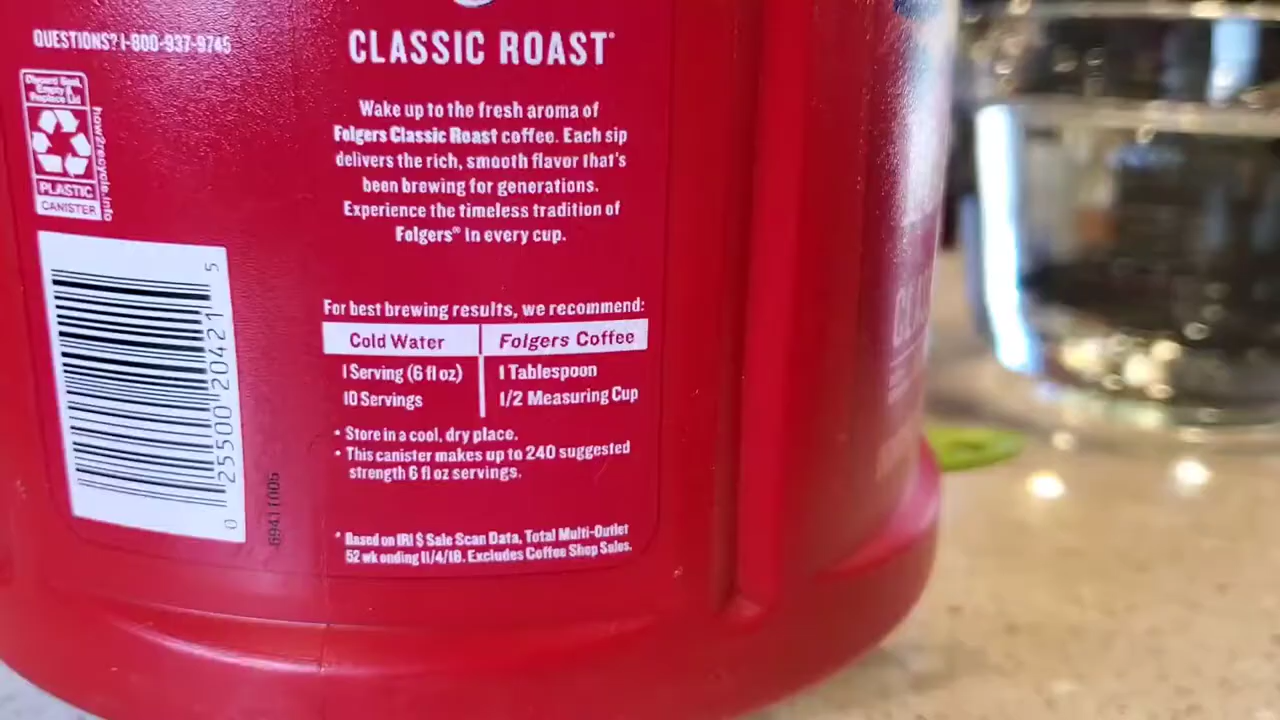 QUESTIONS? 1-800-937-9745
Discard Seal,
Empty &
Replace Lid
PLASTIC
CANISTER
how2recycle.info
0 25500 20421 5
CLASSIC ROAST
Wake up to the fresh aroma of
Folgers Classic Roast coffee. Each sip
delivers the rich, smooth flavor that's
been brewing for generations.
Experience the timeless tradition of
Folgers® in every cup.
For best brewing results, we recommend:
Cold Water Folgers Coffee
1 Serving (6 fl oz) 1 Tablespoon
10 Servings 1/2 Measuring Cup
• Store in a cool, dry place.
• This canister makes up to 240 suggested
strength 6 fl oz servings.
* Based on IRI $ Sale Scan Data, Total Multi-Outlet
52 wk ending 11/4/18. Excludes Coffee Shop Sales.